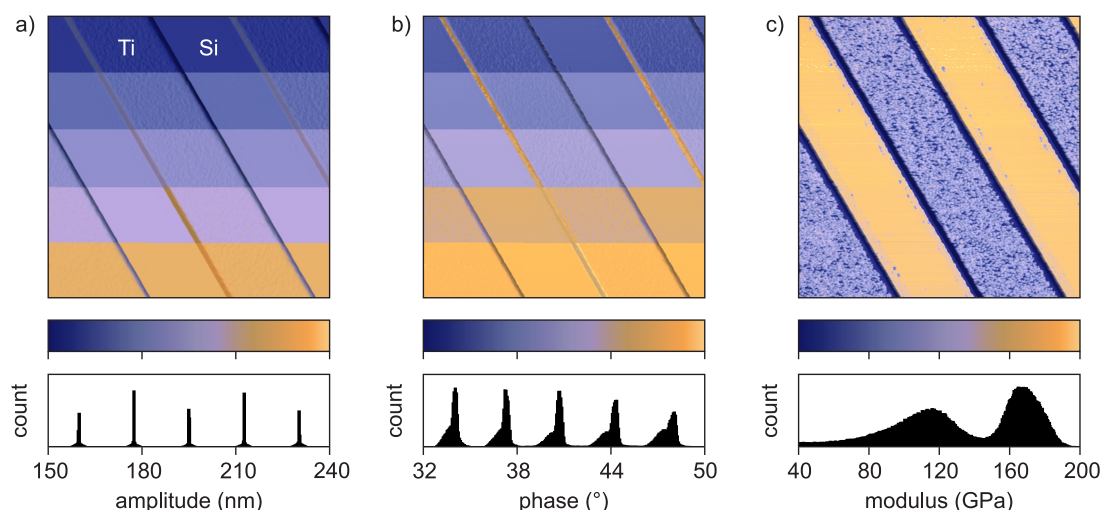 a)
Ti Si
b)
c)
count
150 180 210 240
amplitude (nm)
count
32 38 44 50
phase (°)
count
40 80 120 160 200
modulus (GPa)